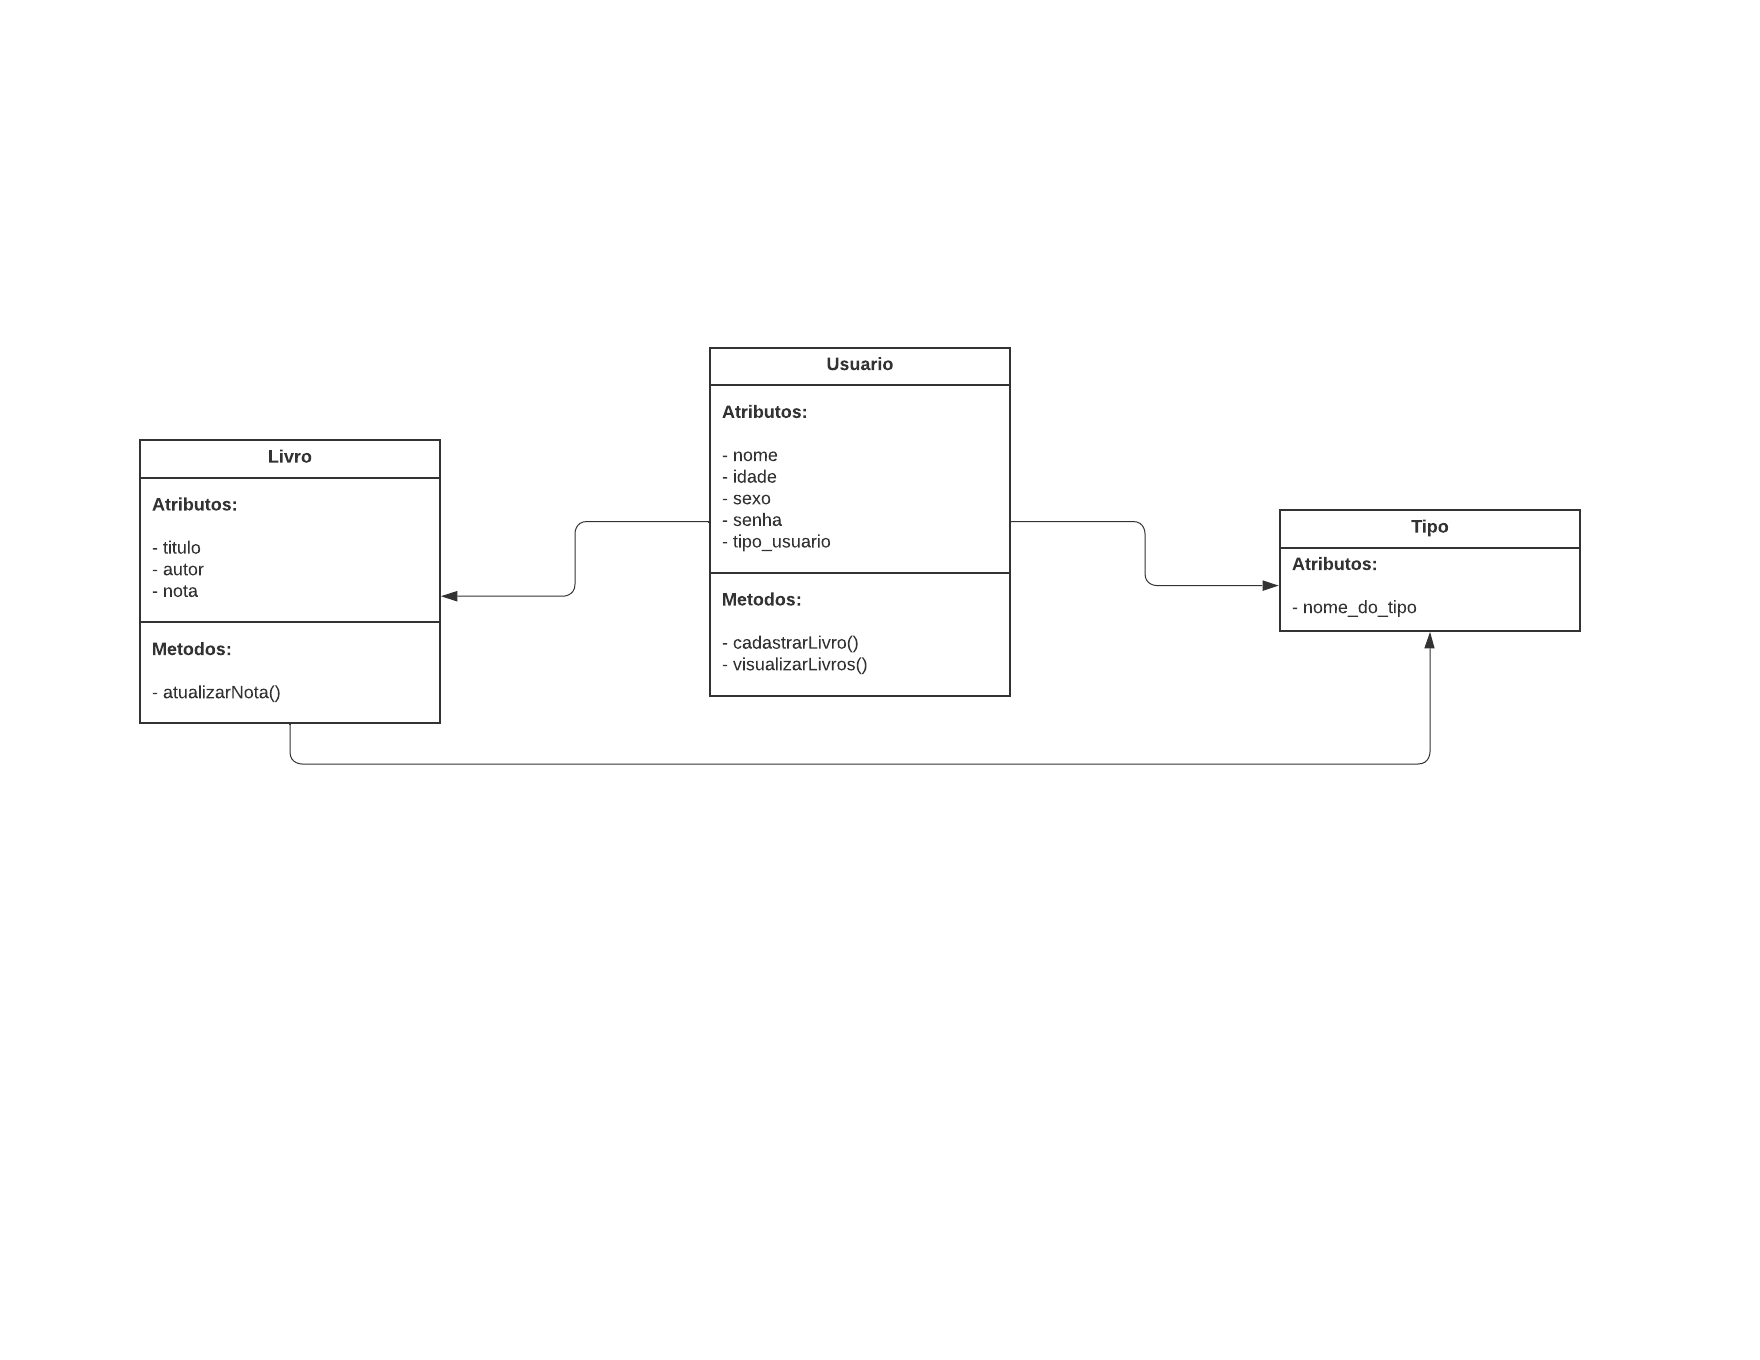 Livro
Atributos:
- titulo
- autor
- nota
Metodos:
- atualizarNota()
Usuario
Atributos:
- nome
- idade
- sexo
- senha
- tipo_usuario
Metodos:
- cadastrarLivro()
- visualizarLivros()
Tipo
Atributos:
- nome_do_tipo